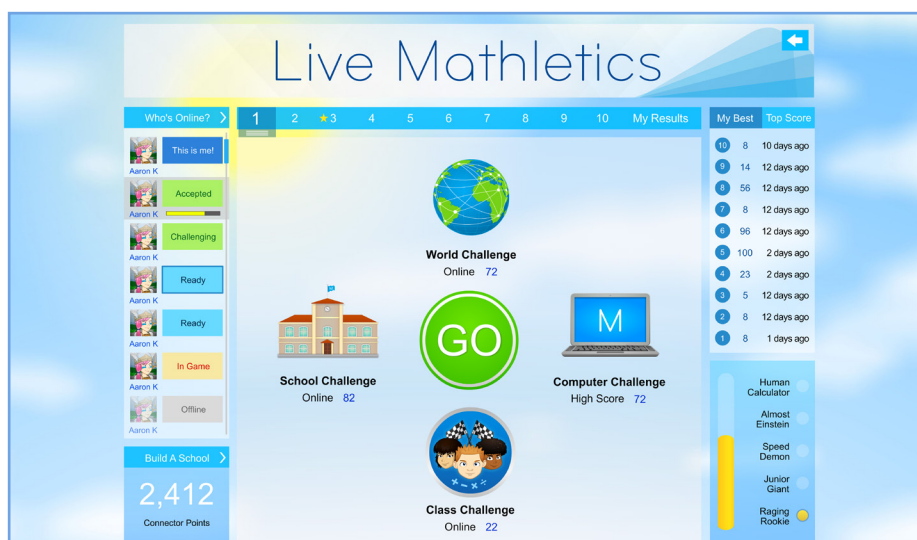 Live Mathletics
Who's Online?
1 2 3 4 5 6 7 8 9 10 My Results
My Best Top Score
This is me!
Aaron K
Accepted
Aaron K
Challenging
Aaron K
Ready
Aaron K
Ready
Aaron K
In Game
Aaron K
Offline
Aaron K
Build A School
2,412
Connector Points
World Challenge
Online 72
School Challenge
Online 82
GO
M
Computer Challenge
High Score 72
Class Challenge
Online 22
10 8 10 days ago
9 14 12 days ago
8 56 12 days ago
7 8 12 days ago
6 96 12 days ago
5 100 2 days ago
4 23 2 days ago
3 5 12 days ago
2 8 12 days ago
1 8 1 days ago
Human
Calculator
Almost
Einstein
Speed
Demon
Junior
Giant
Raging
Rookie